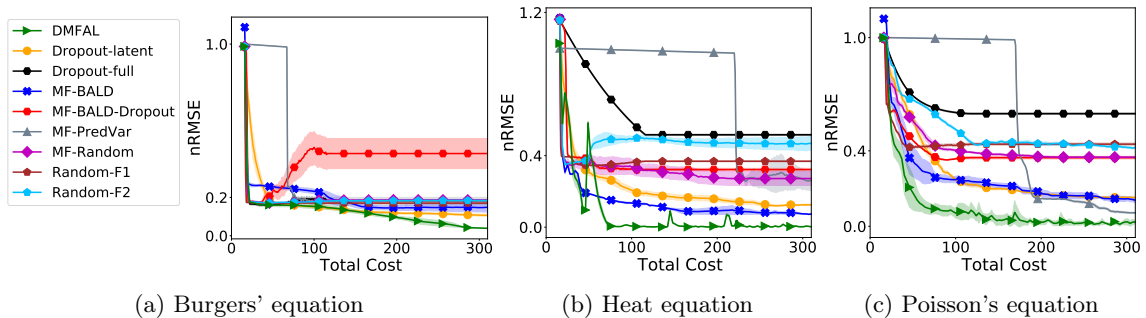 DMFAL
Dropout-latent
Dropout-full
MF-BALD
MF-BALD-Dropout
MF-PredVar
MF-Random
Random-F1
Random-F2
nRMSE
1.0
0.2
0.0
0 100 200 300
Total Cost
(a) Burgers' equation
nRMSE
1.2
0.4
0.0
0 100 200 300
Total Cost
(b) Heat equation
nRMSE
1.0
0.4
0.0
0 100 200 300
Total Cost
(c) Poisson's equation